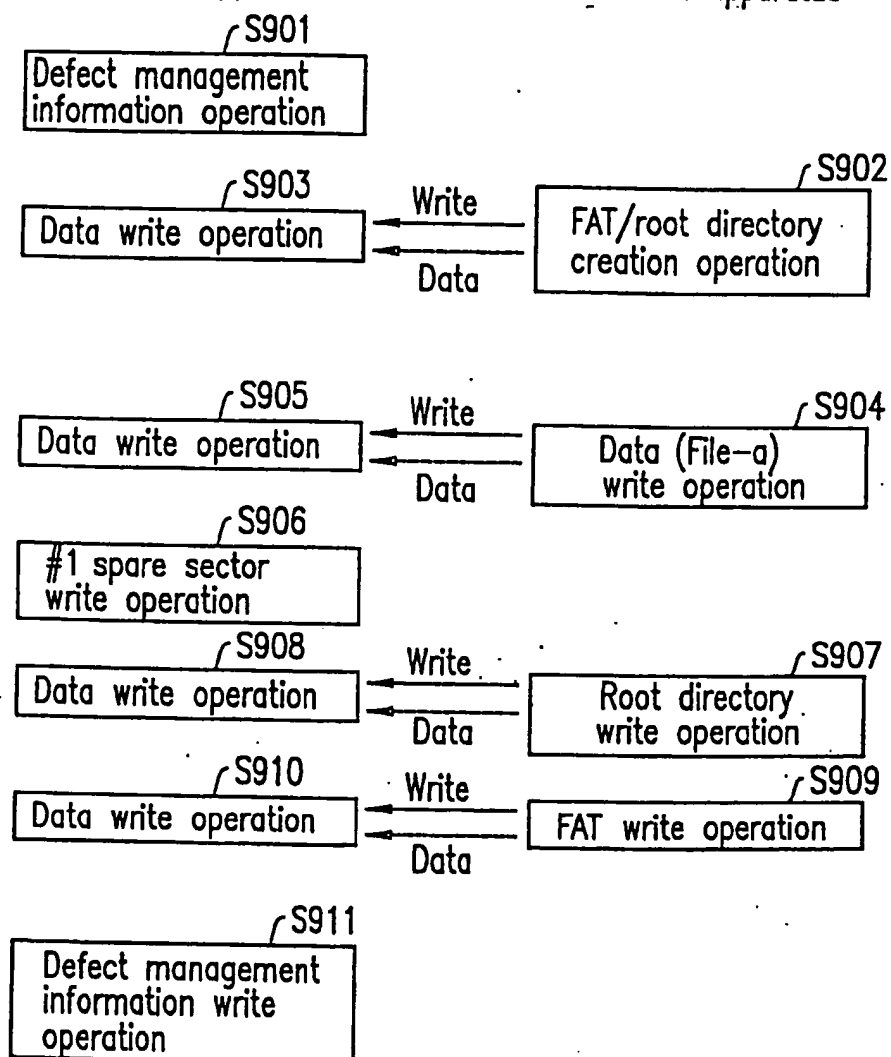 S901
Defect management
information operation
S902
S903
Write
Data write operation
FAT/root directory
creation operation
Data
S905
Write
S904
Data write operation
Data (File-a)
write operation
Data
S906
#1 spare sector
write operation
S908
Write
S907
Data write operation
Root directory
write operation
Data
S910
Write
S909
Data write operation
FAT write operation
Data
S911
Defect management
information write
operation